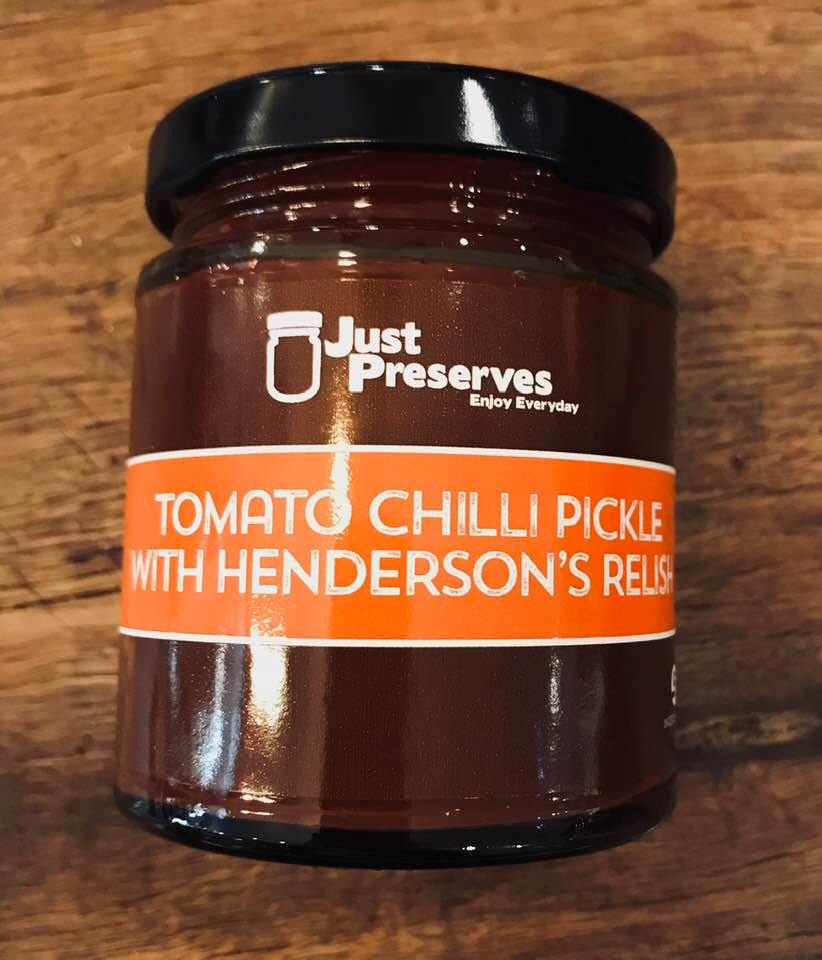 Just
Preserves
Enjoy Everyday
TOMATO CHILLI PICKLE
WITH HENDERSON'S RELISH